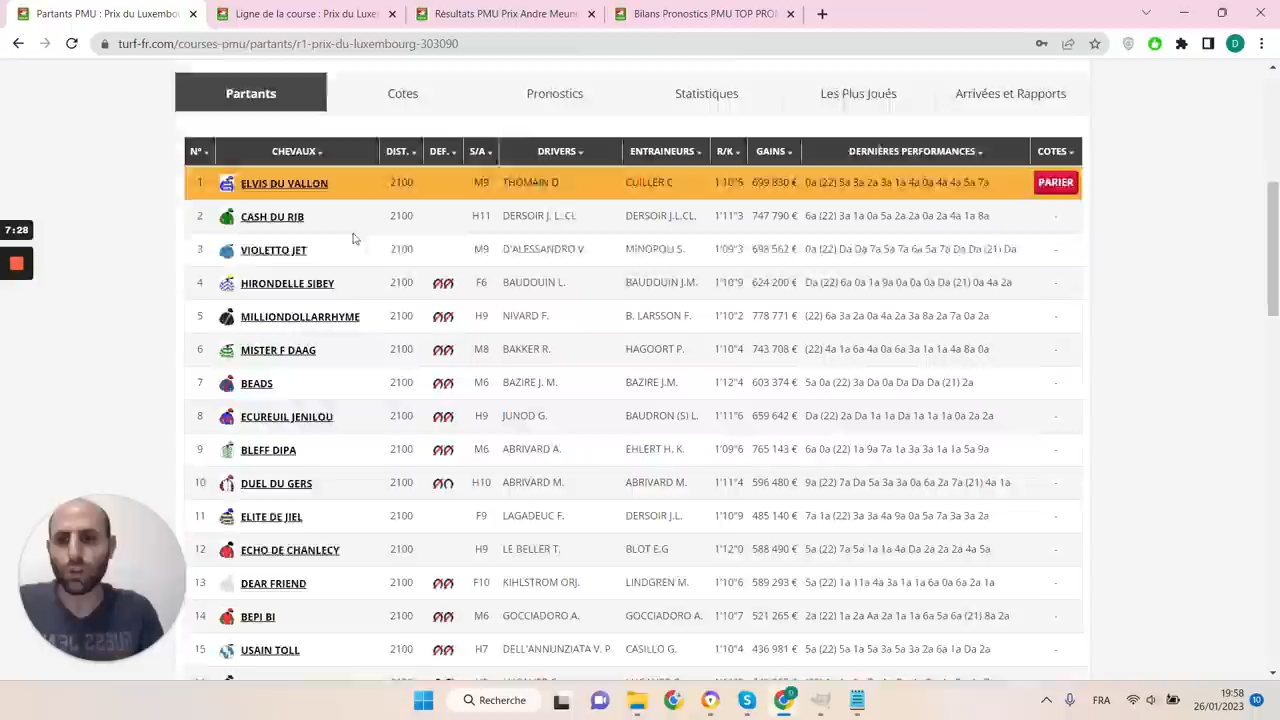 Partants PMU : Prix du Luxembo
Ligne de la course : Prix du Lux
Résultats PMU Prix Andre Meun
Bilans Pronostics PMU TOP PRO
turf-fr.com/courses-pmu/partants/r1-prix-du-luxembourg-303090
D
Partants Cotes Pronostics Statistiques Les Plus Joués Arrivées et Rapports
N° CHEVAUX DIST. DEF. S/A DRIVERS ENTRAINEURS R/K GAINS DERNIÈRES PERFORMANCES COTES
1 ELVIS DU VALLON 2100 M9 THOMAIN D CUILLER C 1'10"5 699 830 € 0a (22) 5a 3a 2a 3a 1a 4a 0a 4a 4a 5a 7a PARIER
2 CASH DU RIB 2100 H11 DERSOIR J. L. CL. DERSOIR J.L.CL. 1'11"3 747 790 € 6a (22) 3a 1a 0a 5a 2a 2a 0a 2a 4a 1a 8a -
3 VIOLETTO JET 2100 M9 D'ALESSANDRO V MINOPOLI S. 1'09"3 698 562 € 0a (22) Da Da 7a 5a 7a 6a 5a 7a Da Da (21) Da -
4 HIRONDELLE SIBEY 2100 F6 BAUDOUIN L. BAUDOUIN J.M. 1'10"9 624 200 € Da (22) 6a 0a 1a 9a 0a 0a 0a Da (21) 0a 4a 2a -
5 MILLIONDOLLARRHYME 2100 H9 NIVARD F. B. LARSSON F. 1'10"2 778 771 € (22) 6a 3a 2a 0a 4a 2a 3a 8a 2a 7a 0a 2a -
6 MISTER F DAAG 2100 M8 BAKKER R. HAGOORT P. 1'10"4 743 708 € (22) 4a 1a 6a 4a 0a 6a 3a 1a 1a 4a 8a 0a -
7 BEADS 2100 M6 BAZIRE J. M. BAZIRE J.M. 1'12"4 603 374 € 5a 0a (22) 3a Da 0a Da Da Da (21) 2a -
8 ECUREUIL JENILOU 2100 H9 JUNOD G. BAUDRON (S) L. 1'11"6 659 642 € Da (22) 2a Da 1a 1a Da 1a 1a 0a 2a 2a -
9 BLEFF DIPA 2100 M6 ABRIVARD A. EHLERT H. K. 1'09"6 765 143 € 6a 0a (22) 1a 9a 7a 1a 3a 3a 1a 1a 5a 9a -
10 DUEL DU GERS 2100 H10 ABRIVARD M. ABRIVARD M. 1'11"4 596 480 € 9a (22) 7a Da 5a 3a 3a 0a 6a 2a 7a (21) 4a 1a -
11 ELITE DE JIEL 2100 F9 LAGADEUC F. DERSOIR J.L. 1'10"9 485 140 € 7a 1a (22) 3a 3a 4a 9a 0a 5a 7a 3a 3a 2a -
12 ECHO DE CHANLECY 2100 H9 LE BELLER T. BLOT E.G 1'12"0 588 490 € 5a (22) 7a 5a 1a 1a 4a Da 2a 2a 2a 4a 5a -
13 DEAR FRIEND 2100 F10 KIHLSTROM ORJ. LINDGREN M. 1'10"6 589 293 € 5a (22) 1a 11a 4a 3a 1a 1a 6a 0a 6a 2a 1a -
14 BEPI BI 2100 M6 GOCCIADORO A. GOCCIADORO A. 1'10"7 521 265 € 2a (22) 1a 2a Aa 2a 1a 1a 6a 5a 6a (21) 8a 2a -
15 USAIN TOLL 2100 H7 DELL'ANNUNZIATA V. P. CASILLO G. 1'10"4 436 981 € 5a (22) 5a 1a 5a 3a 5a 3a 2a 6a 1a Da 2a -
7:28
Recherche
FRA
19:58
26/01/2023
10